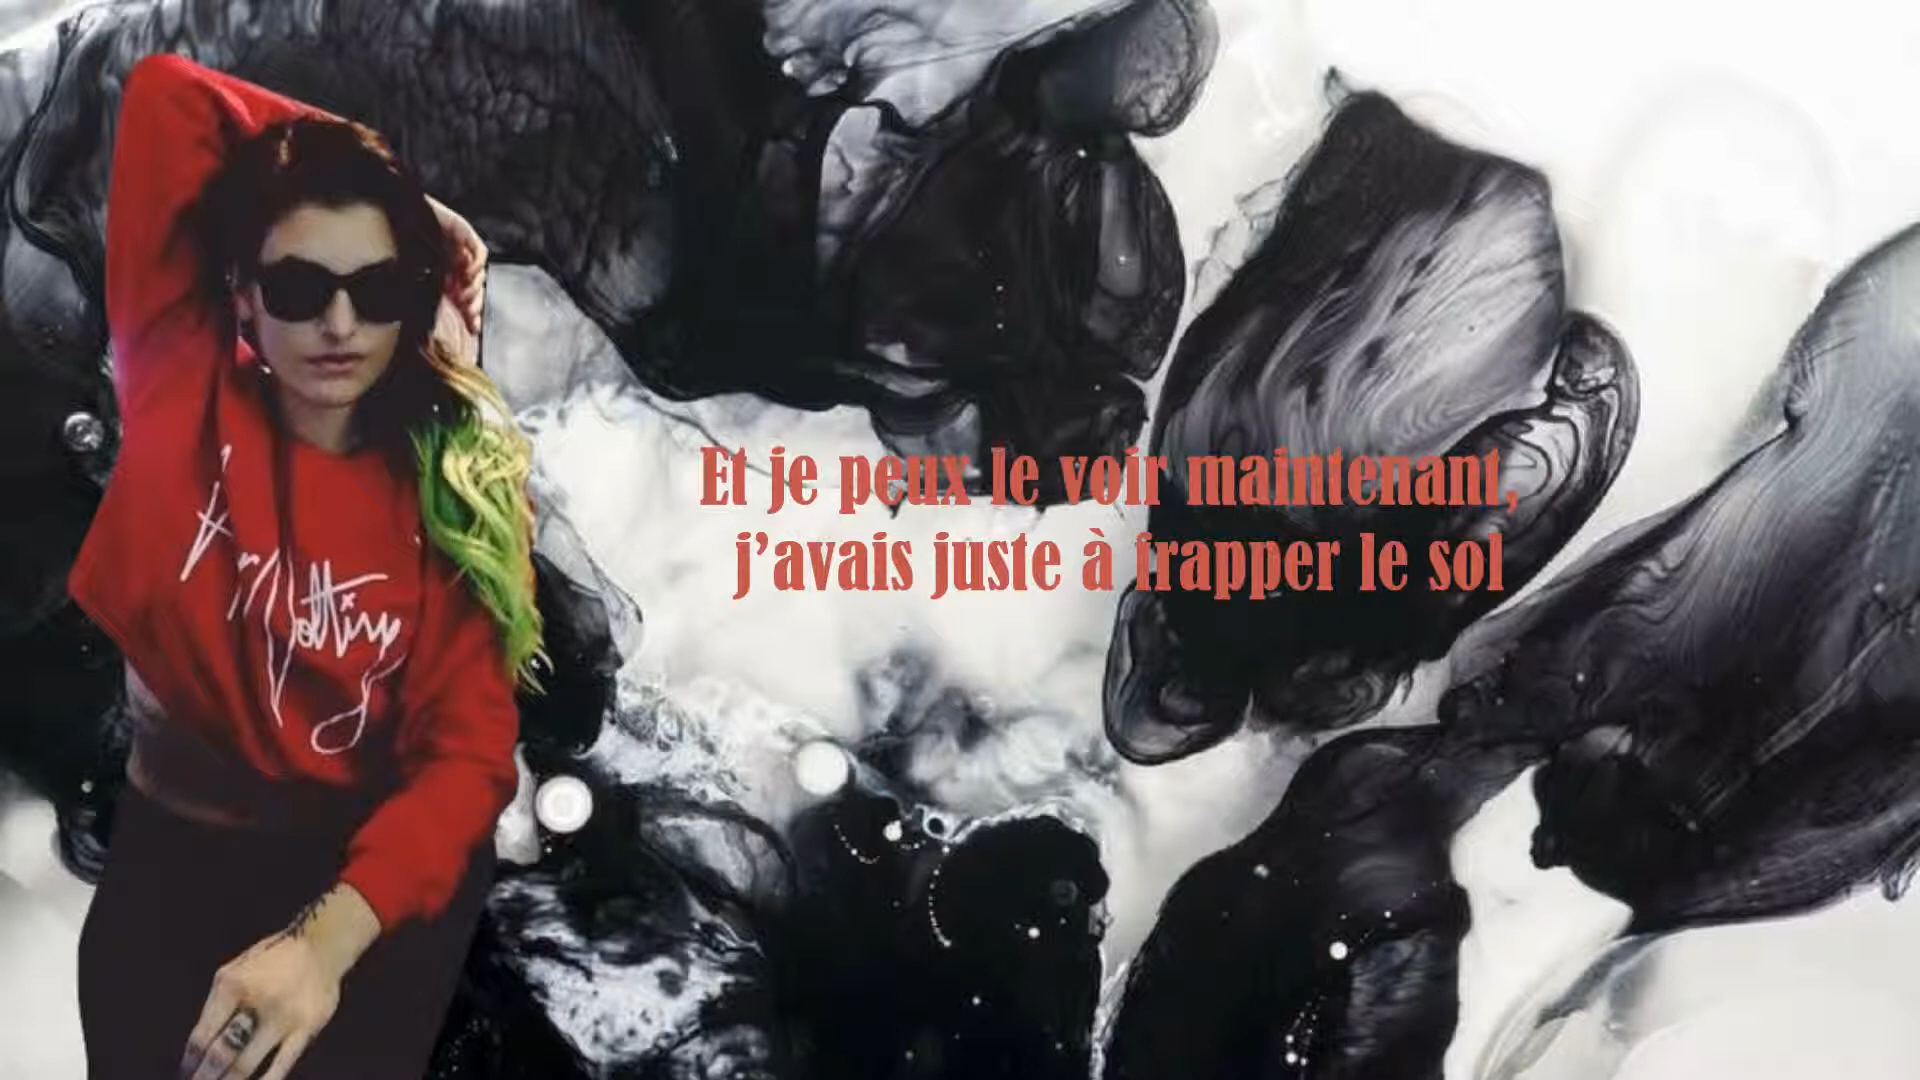 Et je peux le voir maintenant,
j’avais juste à frapper le sol